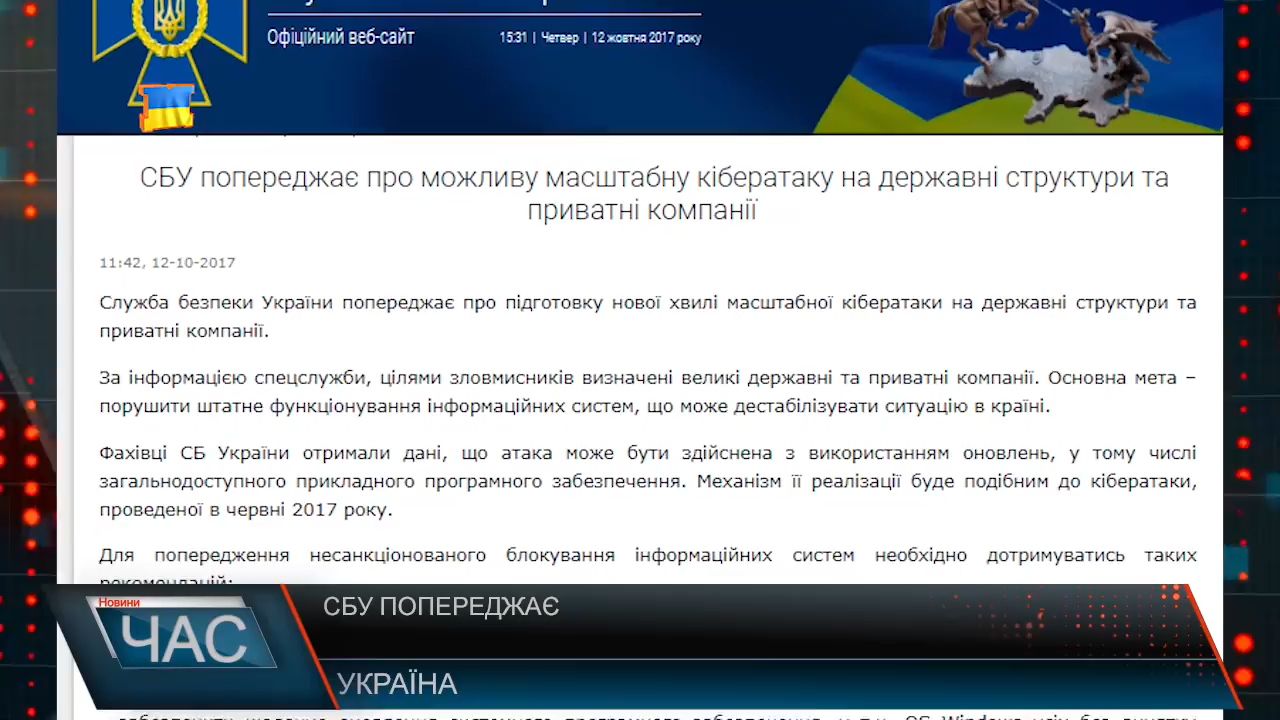 Офіційний веб-сайт
15:31 | Четвер | 12 жовтня 2017 року
СБУ попереджає про можливу масштабну кібератаку на державні структури та
приватні компанії
11:42, 12-10-2017
Служба безпеки України попереджає про підготовку нової хвилі масштабної кібератаки на державні структури та
приватні компанії.
За інформацією спецслужби, цілями зловмисників визначені великі державні та приватні компанії. Основна мета –
порушити штатне функціонування інформаційних систем, що може дестабілізувати ситуацію в країні.
Фахівці СБ України отримали дані, що атака може бути здійснена з використанням оновлень, у тому числі
загальнодоступного прикладного програмного забезпечення. Механізм її реалізації буде подібним до кібератаки,
проведеної в червні 2017 року.
Для попередження несанкціонованого блокування інформаційних систем необхідно дотримуватись таких
рекомендацій:
Новини
ЧАС
СБУ ПОПЕРЕДЖАЄ
УКРАЇНА